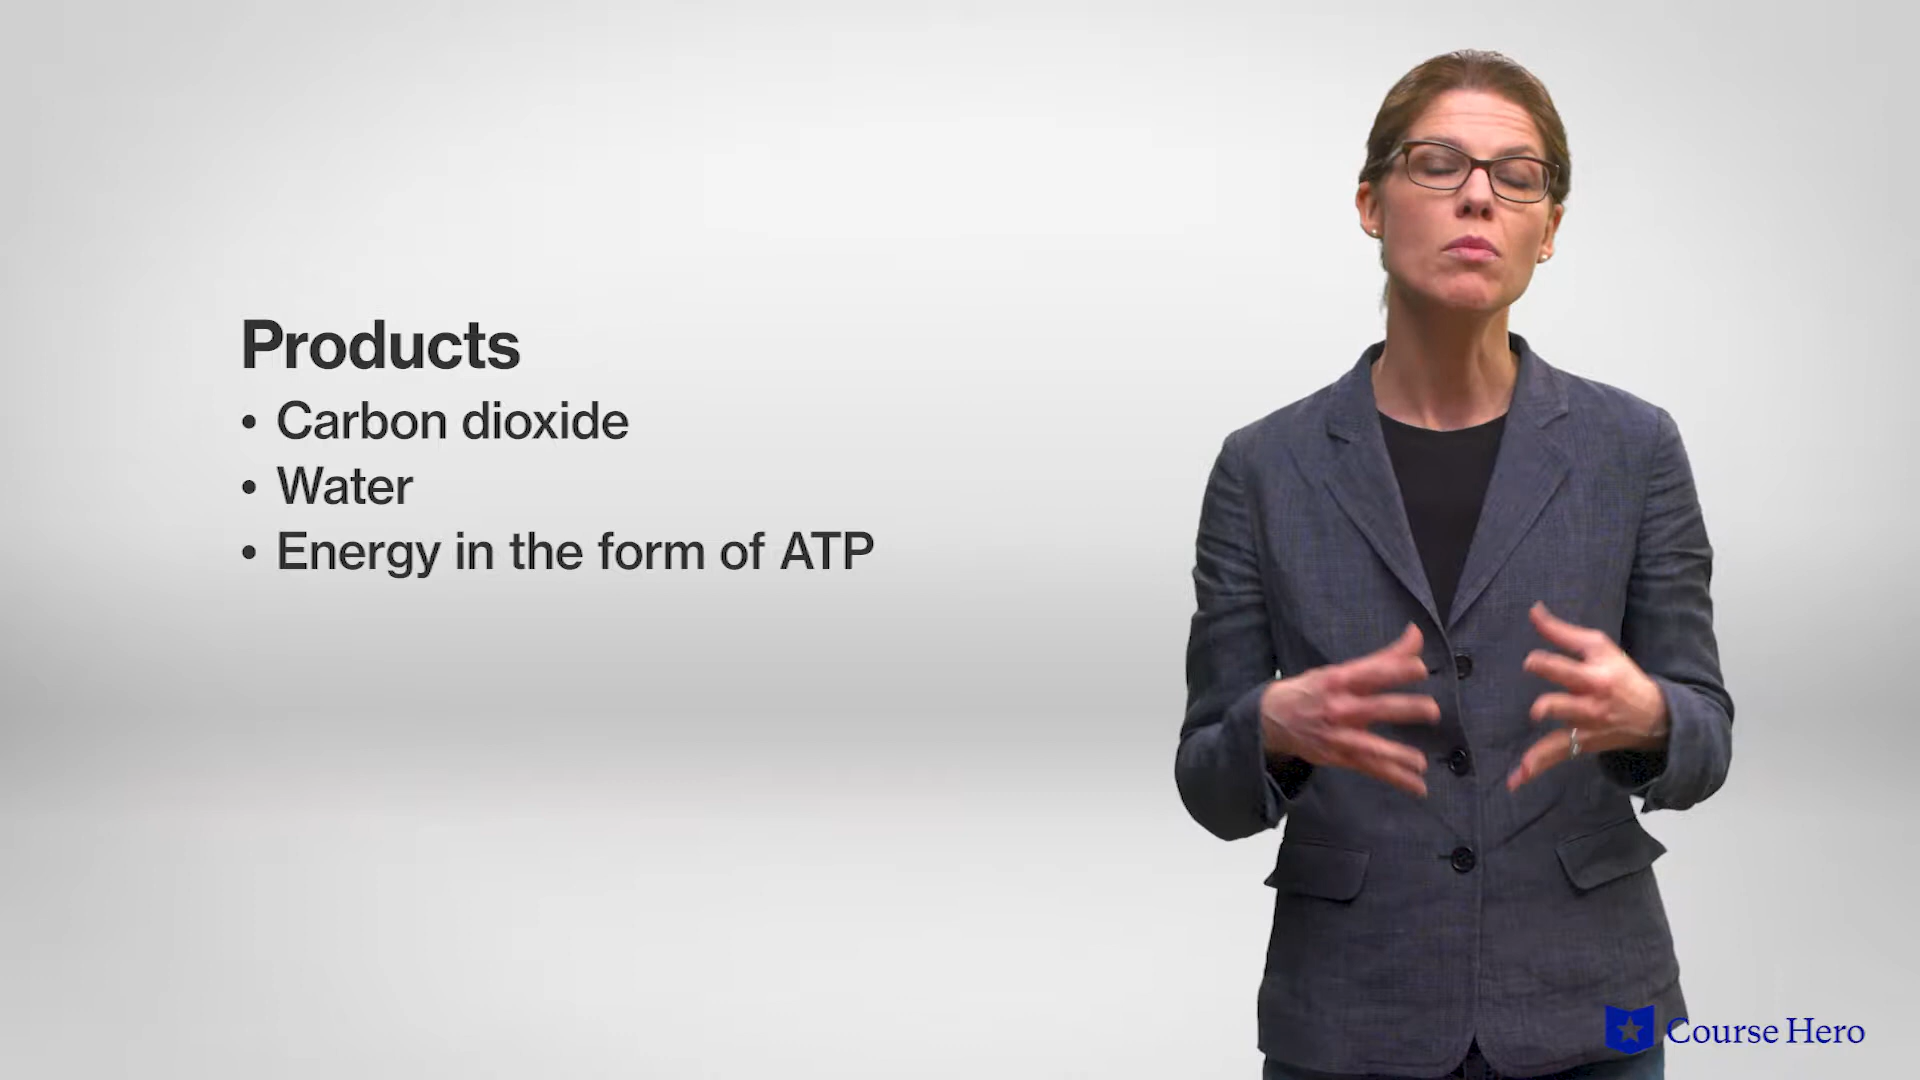 Products
• Carbon dioxide
• Water
• Energy in the form of ATP
Course Hero